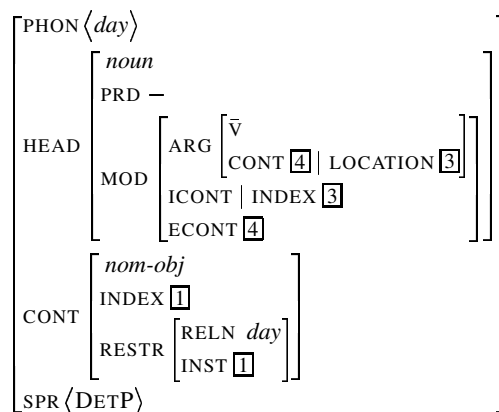 PHON ⟨day⟩
noun
PRD –
HEAD
ARG
V̄
CONT 4 | LOCATION 3
MOD
ICONT | INDEX 3
ECONT 4
nom-obj
INDEX 1
CONT
RELN day
RESTR
INST 1
SPR ⟨DETP⟩